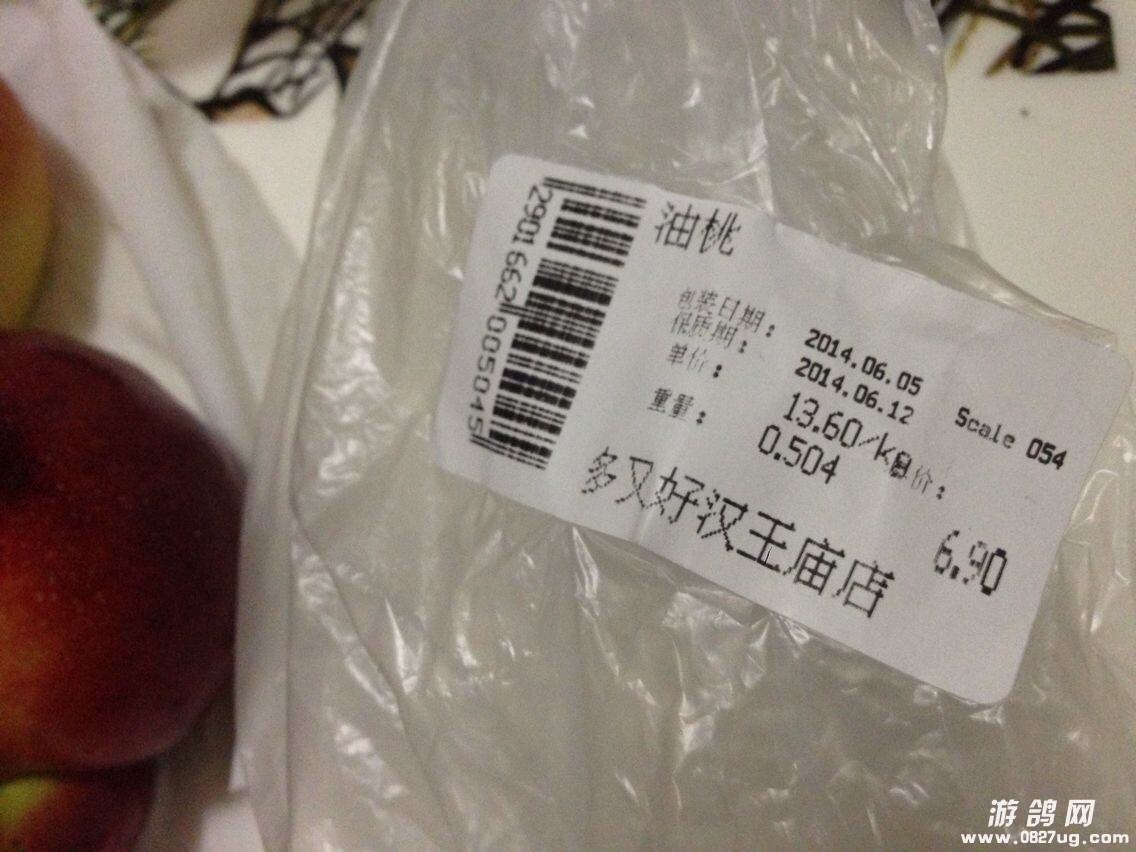 油桃
包装日期： 2014.06.05
保质期： 2014.06.12 Scale 054
单价： 13.60/kg 总价：
重量： 0.504
6.90
多又好汉王庙店
2901662005045
游鸽网
www.0827ug.com